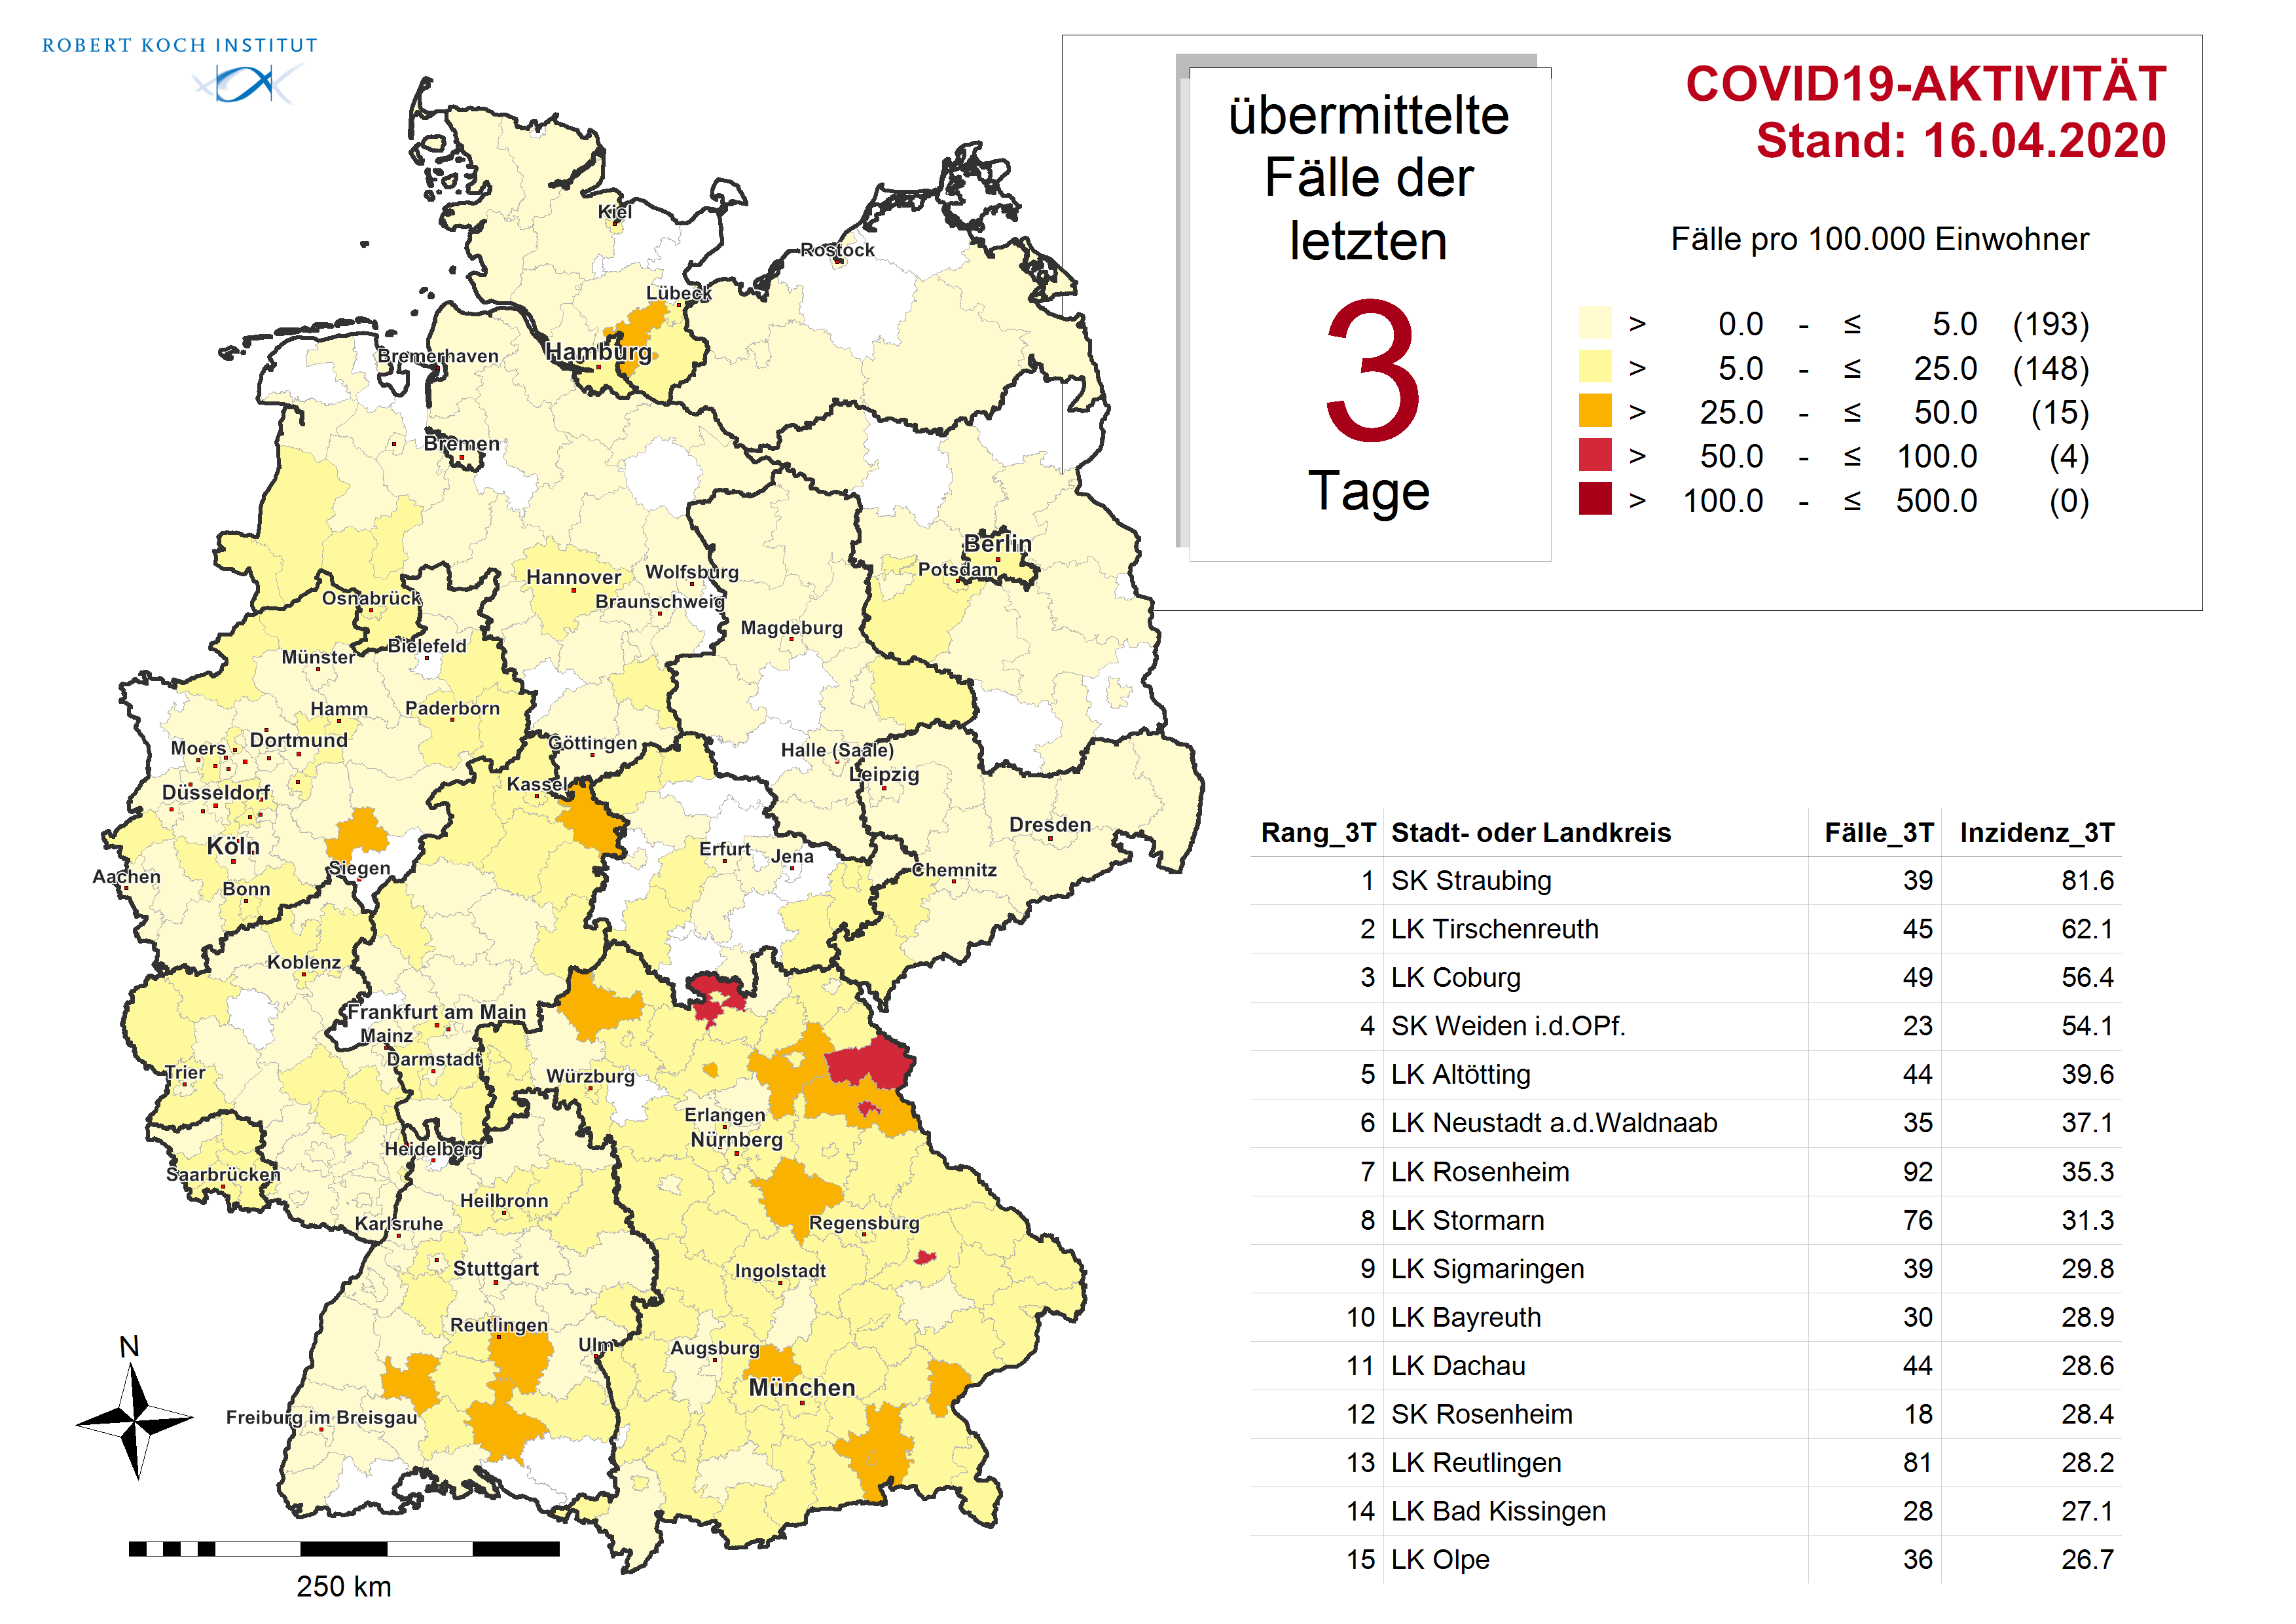 ROBERT KOCH INSTITUT
übermittelte
Fälle der
letzten
3
Tage
COVID19-AKTIVITÄT
Stand: 16.04.2020
Fälle pro 100.000 Einwohner
> 0.0 - ≤ 5.0 (193)
> 5.0 - ≤ 25.0 (148)
> 25.0 - ≤ 50.0 (15)
> 50.0 - ≤ 100.0 (4)
> 100.0 - ≤ 500.0 (0)
Kiel
Rostock
Lübeck
Hamburg
Bremerhaven
Bremen
Berlin
Potsdam
Hannover
Wolfsburg
Braunschweig
Osnabrück
Magdeburg
Bielefeld
Münster
Hamm
Paderborn
Moers
Dortmund
Göttingen
Halle (Saale)
Leipzig
Kassel
Düsseldorf
Dresden
Köln
Erfurt
Jena
Siegen
Chemnitz
Aachen
Bonn
Koblenz
Frankfurt am Main
Mainz
Darmstadt
Trier
Würzburg
Erlangen
Nürnberg
Heidelberg
Saarbrücken
Heilbronn
Karlsruhe
Regensburg
Stuttgart
Ingolstadt
Reutlingen
Ulm
Augsburg
München
Freiburg im Breisgau
N
250 km
Rang_3T Stadt- oder Landkreis Fälle_3T Inzidenz_3T
1 SK Straubing 39 81.6
2 LK Tirschenreuth 45 62.1
3 LK Coburg 49 56.4
4 SK Weiden i.d.OPf. 23 54.1
5 LK Altötting 44 39.6
6 LK Neustadt a.d.Waldnaab 35 37.1
7 LK Rosenheim 92 35.3
8 LK Stormarn 76 31.3
9 LK Sigmaringen 39 29.8
10 LK Bayreuth 30 28.9
11 LK Dachau 44 28.6
12 SK Rosenheim 18 28.4
13 LK Reutlingen 81 28.2
14 LK Bad Kissingen 28 27.1
15 LK Olpe 36 26.7